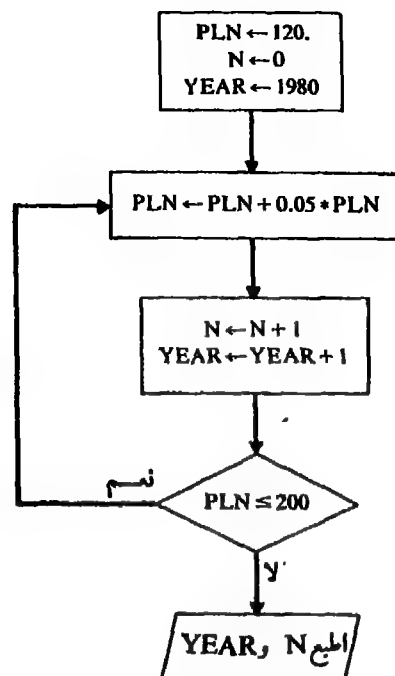 PLN ← 120.
N ← 0
YEAR ← 1980
PLN ← PLN + 0.05 * PLN
N ← N + 1
YEAR ← YEAR + 1
PLN ≤ 200
نعم
لا
اطبع N و YEAR